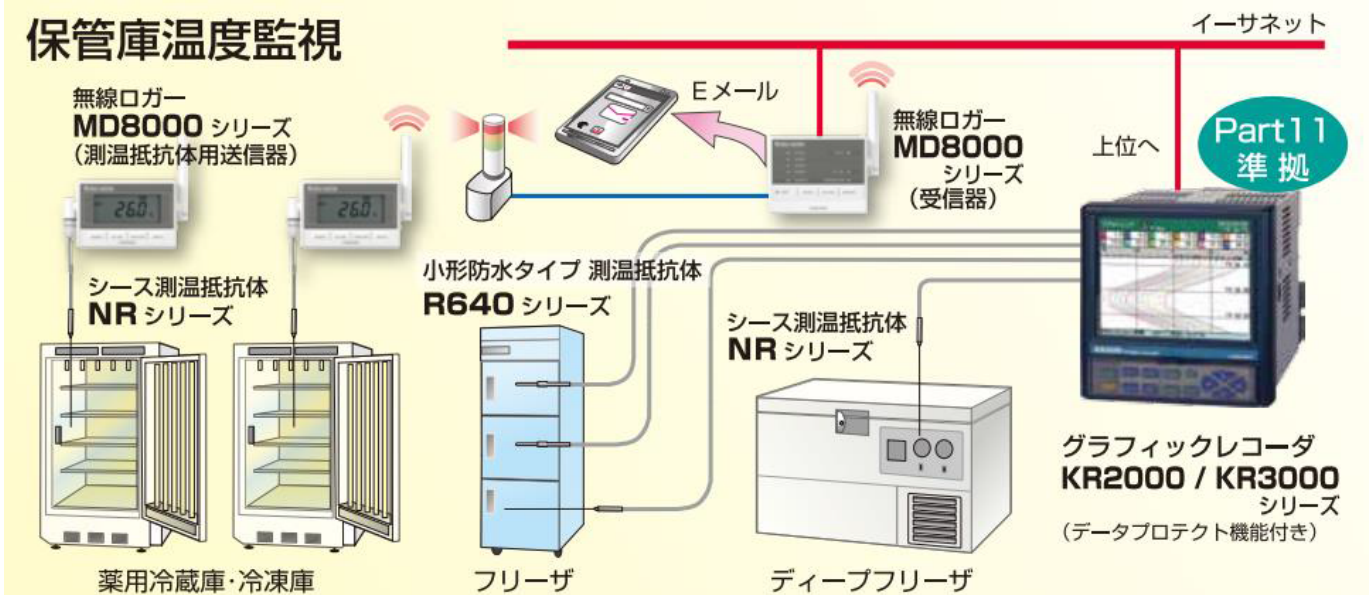 保管庫温度監視
イーサネット
無線ロガー
MD8000 シリーズ
(測温抵抗体用送信器)
Eメール
無線ロガー
MD8000
シリーズ
(受信器)
上位へ
Part11
準拠
26.0
26.0
シース測温抵抗体
NR シリーズ
小形防水タイプ 測温抵抗体
R640 シリーズ
シース測温抵抗体
NR シリーズ
グラフィックレコーダ
KR2000 / KR3000
シリーズ
(データプロテクト機能付き)
薬用冷蔵庫・冷凍庫
フリーザ
ディープフリーザ